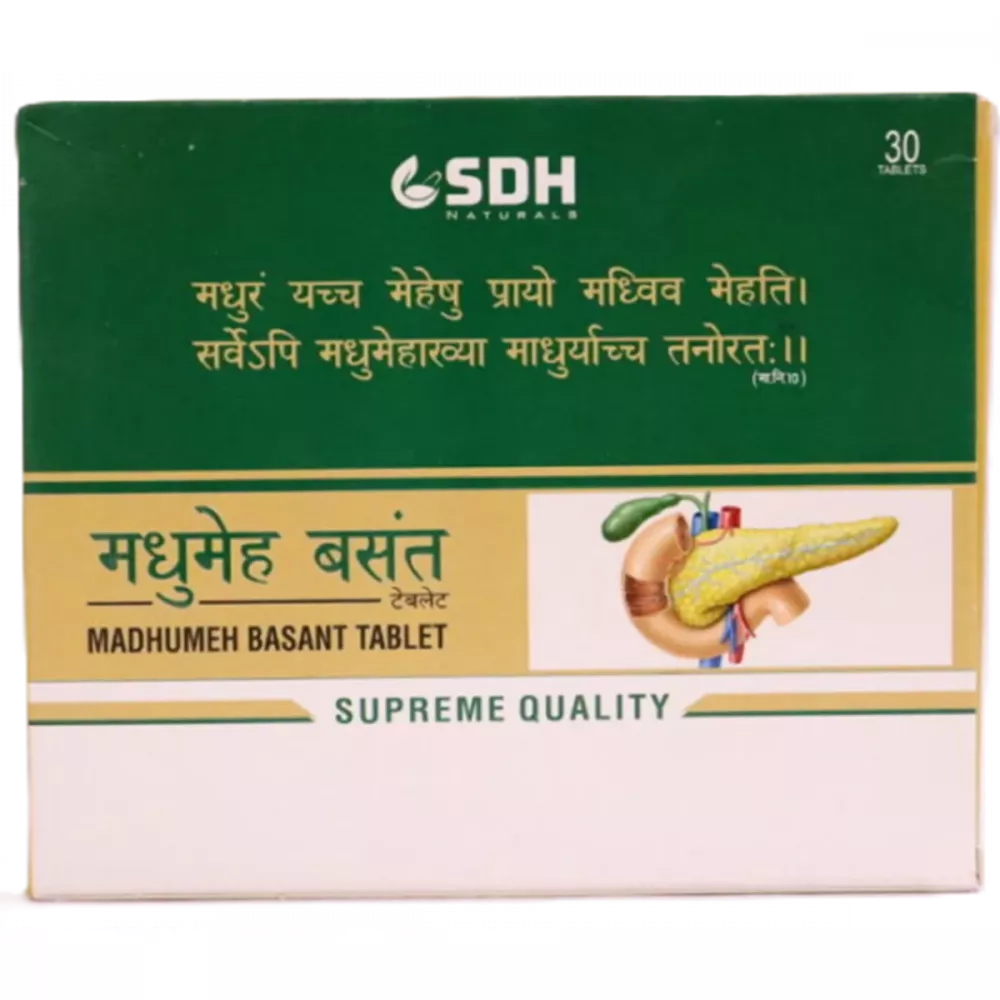 SDH
NATURALS
30
TABLETS
मधुरं यच्च मेहेषु प्रायो मध्विव मेहति।
सर्वेऽपि मधुमेहाख्या माधुर्याच्च तनोरतः।।
(मा.नि.10)
मधुमेह बसंत
टेबलेट
MADHUMEH BASANT TABLET
SUPREME QUALITY